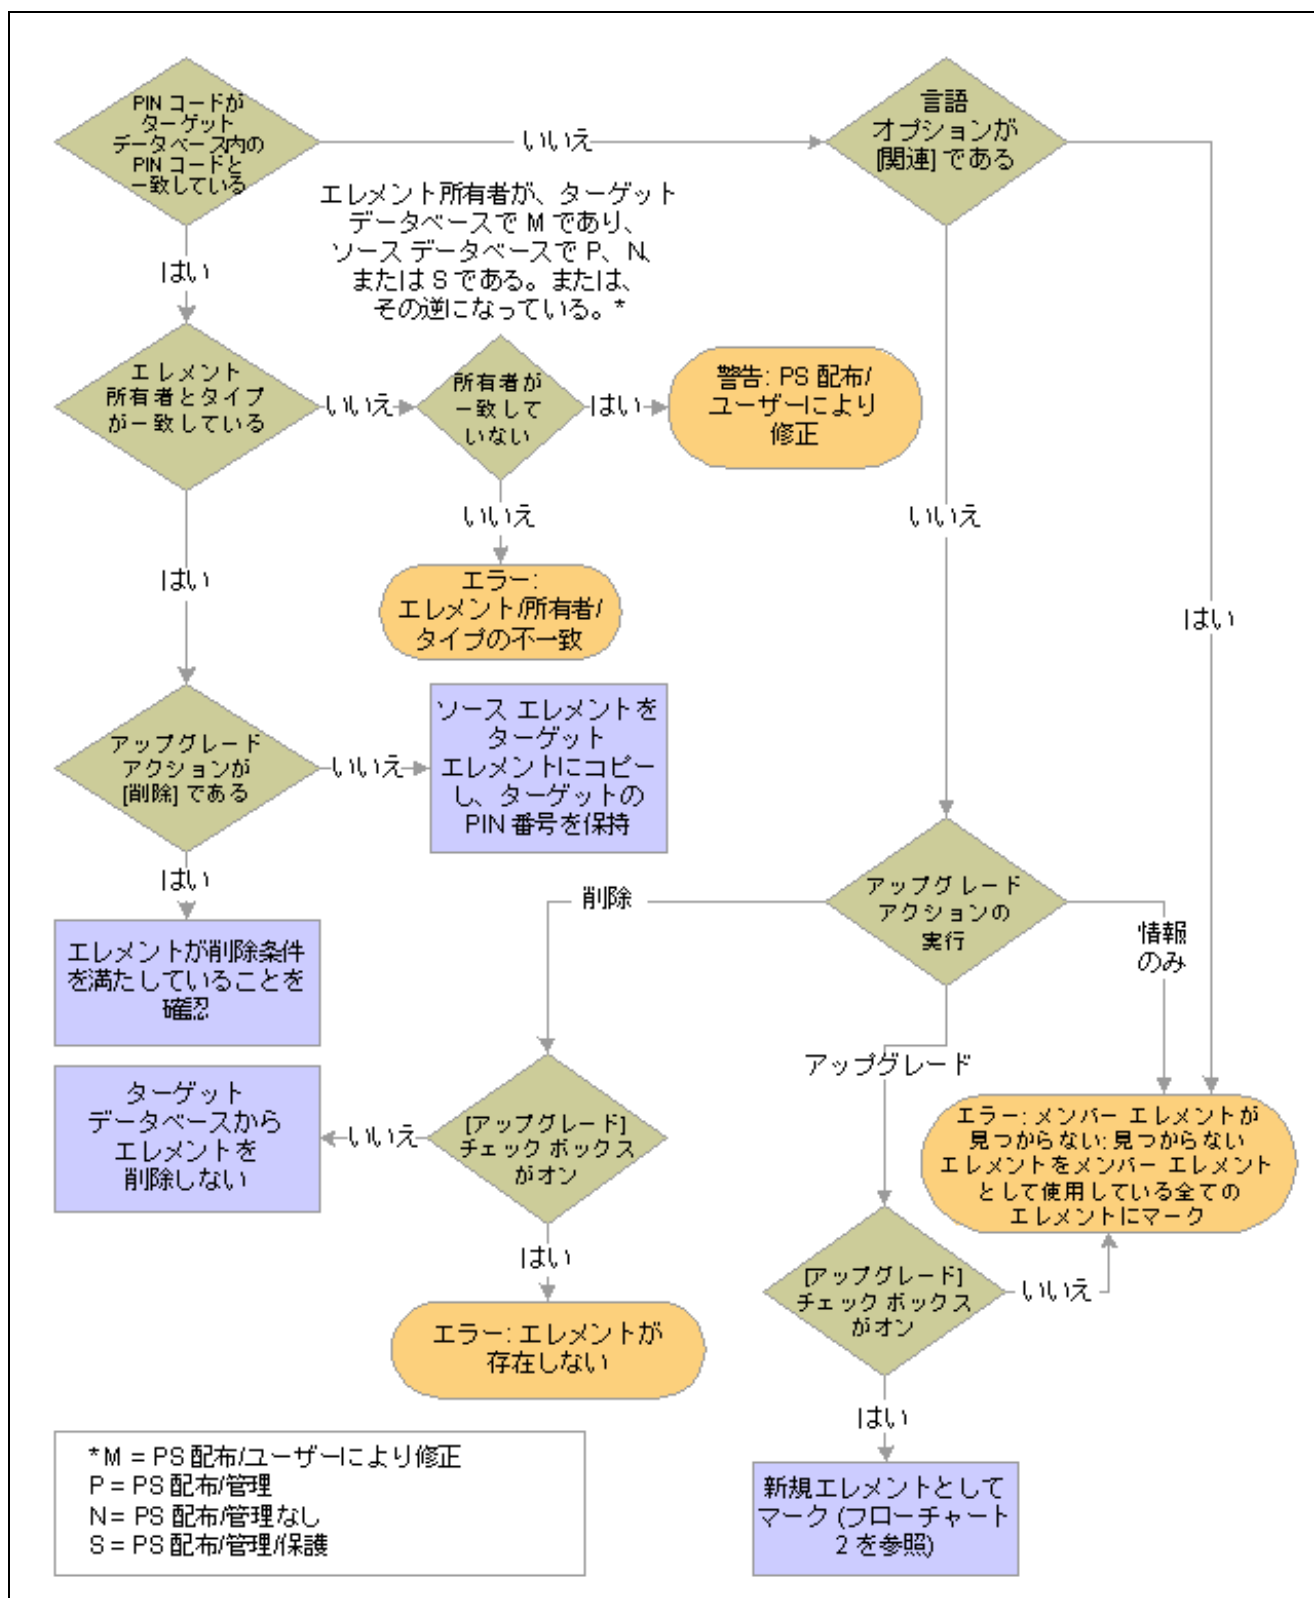 PIN コードが
ターゲット
データベース内の
PIN コードと
一致している
いいえ
言語
オプションが
[関連] である
はい
エレメント所有者が、ターゲット
データベースで M であり、
ソース データベースで P、N、
または S である。または、
その逆になっている。*
エレメント
所有者とタイプ
が一致している
いいえ
所有者が
一致して
いない
はい
警告: PS 配布/
ユーザーにより
修正
いいえ
エラー:
エレメント/所有者/
タイプの不一致
はい
いいえ
はい
アップグレード
アクションが
[削除] である
いいえ
ソース エレメントを
ターゲット
エレメントにコピー
し、ターゲットの
PIN 番号を保持
はい
エレメントが削除条件
を満たしていることを
確認
アップグレード
アクションの
実行
削除
情報
のみ
アップグレード
ターゲット
データベースから
エレメントを
削除しない
いいえ
[アップグレード]
チェック ボックス
がオン
はい
エラー: エレメントが
存在しない
エラー: メンバー エレメントが
見つからない: 見つからない
エレメントをメンバー エレメント
として使用している全ての
エレメントにマーク
[アップグレード]
チェック ボックス
がオン
いいえ
はい
新規エレメントとして
マーク (フローチャート
2 を参照)
*M = PS 配布/ユーザーにより修正
P = PS 配布/管理
N = PS 配布/管理なし
S = PS 配布/管理/保護